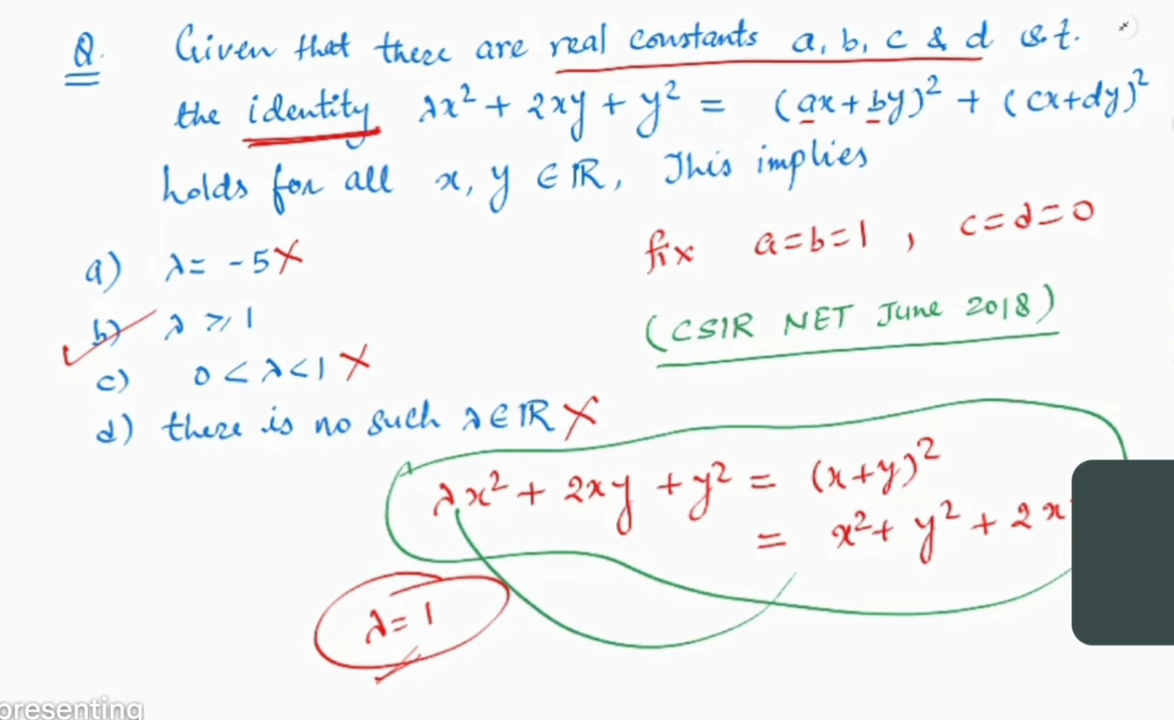 Q. Given that there are real constants a, b, c & d s.t.
the identity λx² + 2xy + y² = (ax+by)² + (cx+dy)²
holds for all x, y ∈ ℝ, This implies
a) λ = -5 ✗
fix a=b=1, c=d=0
b) λ ⩾ 1
(CSIR NET June 2018)
c) 0 < λ < 1 ✗
d) there is no such λ ∈ ℝ ✗
λx² + 2xy + y² = (x+y)²
= x² + y² + 2x
λ = 1
presenting